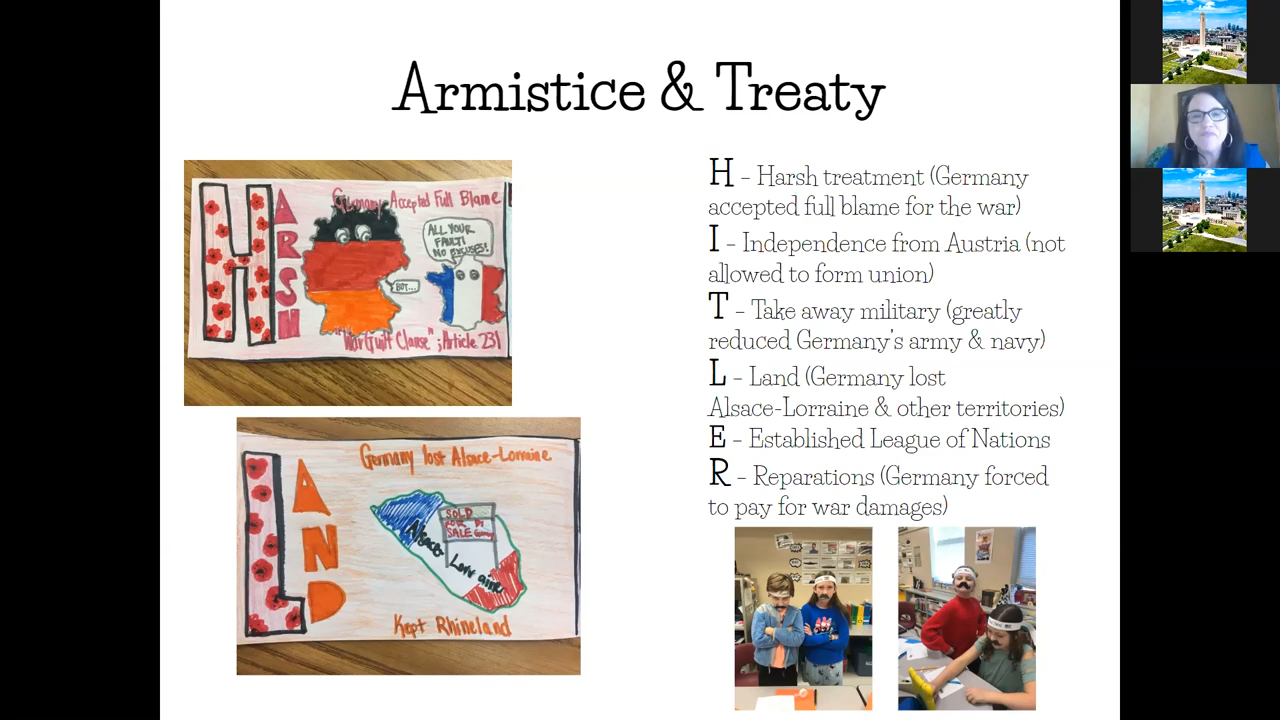 Armistice & Treaty
H
ARSH
Germany Accepted Full Blame
ALL YOUR
FAULT!
NO EXCUSES!
BUT...
"War Guilt Clause"; Article 231
L
AND
Germany lost Alsace-Lorraine
SOLD
SALE
Alsace Lorraine
Kept Rhineland
H – Harsh treatment (Germany
accepted full blame for the war)
I – Independence from Austria (not
allowed to form union)
T – Take away military (greatly
reduced Germany's army & navy)
L – Land (Germany lost
Alsace-Lorraine & other territories)
E – Established League of Nations
R – Reparations (Germany forced
to pay for war damages)